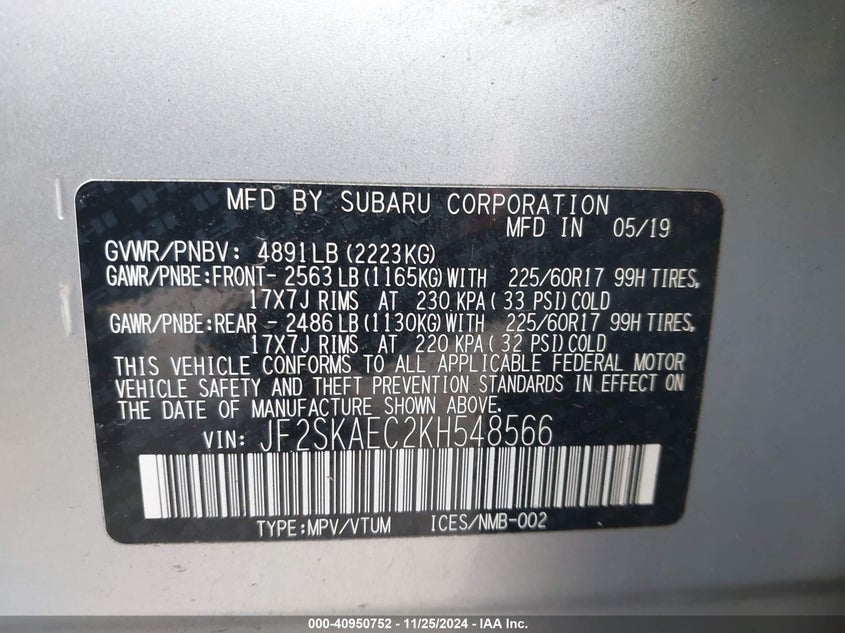 MFD BY SUBARU CORPORATION
MFD IN 05/19
GVWR/PNBV: 4891LB (2223KG)
GAWR/PNBE:FRONT- 2563 LB (1165KG) WITH 225/60R17 99H TIRES,
17X7J RIMS AT 230 KPA ( 33 PSI) COLD
GAWR/PNBE:REAR - 2486 LB (1130KG) WITH 225/60R17 99H TIRES,
17X7J RIMS AT 220 KPA ( 32 PSI) COLD
THIS VEHICLE CONFORMS TO ALL APPLICABLE FEDERAL MOTOR
VEHICLE SAFETY AND THEFT PREVENTION STANDARDS IN EFFECT ON
THE DATE OF MANUFACTURE SHOWN ABOVE.
VIN: JF2SKAEC2KH548566
TYPE:MPV/VTUM ICES/NMB-002
000-40950752 — 11/25/2024 — IAA Inc.